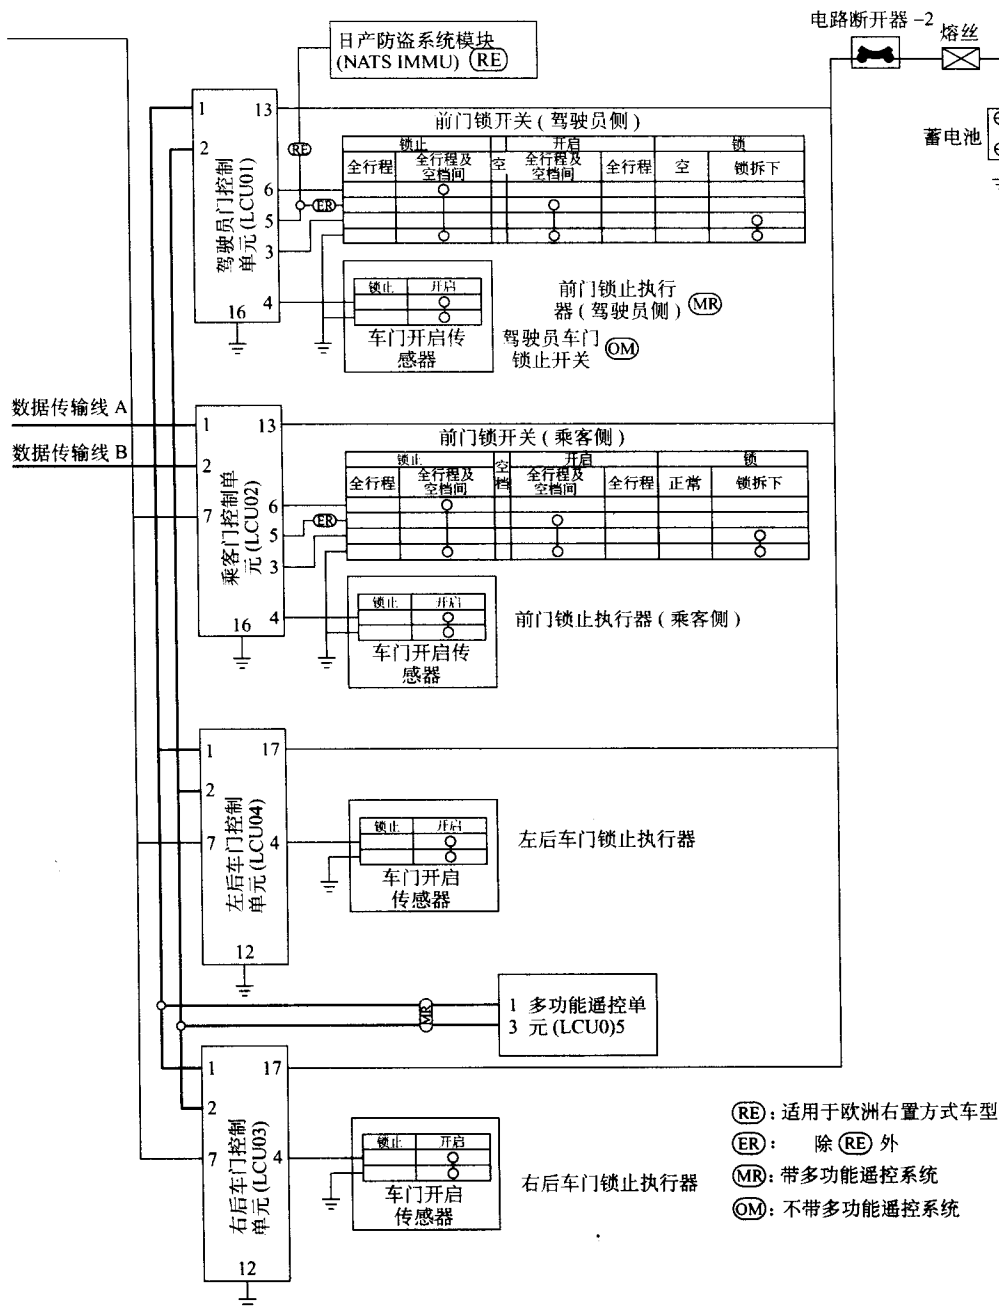 电路断开器 -2
熔丝
蓄电池
日产防盗系统模块
(NATS IMMU) RE
1
13
2
RE
6
ER
5
3
4
16
驾驶员门控制
单元 (LCU01)
前门锁开关 ( 驾驶员侧 )
锁止 开启 锁
全行程 全行程及 空 全行程及 全行程 空 锁拆下
空档间 空档间
锁止 开启
车门开启传
感器
前门锁止执行
器 ( 驾驶员侧 ) MR
驾驶员车门
锁止开关 OM
数据传输线 A
数据传输线 B
1
13
2
7
6
ER
5
3
4
16
乘客门控制单
元 (LCU02)
前门锁开关 ( 乘客侧 )
锁止 空 开启 锁
全行程 全行程及 档 全行程及 全行程 正常 锁拆下
空档间 空档间
锁止 开启
车门开启传
感器
前门锁止执行器 ( 乘客侧 )
1
17
2
7
4
12
左后车门控制
单元 (LCU04)
锁止 开启
车门开启
传感器
左后车门锁止执行器
MR
1 多功能遥控单
3 元 (LCU0)5
1
17
2
7
4
12
右后车门控制
单元 (LCU03)
锁止 开启
车门开启
传感器
右后车门锁止执行器
RE : 适用于欧洲右置方式车型
ER : 除 RE 外
MR : 带多功能遥控系统
OM : 不带多功能遥控系统